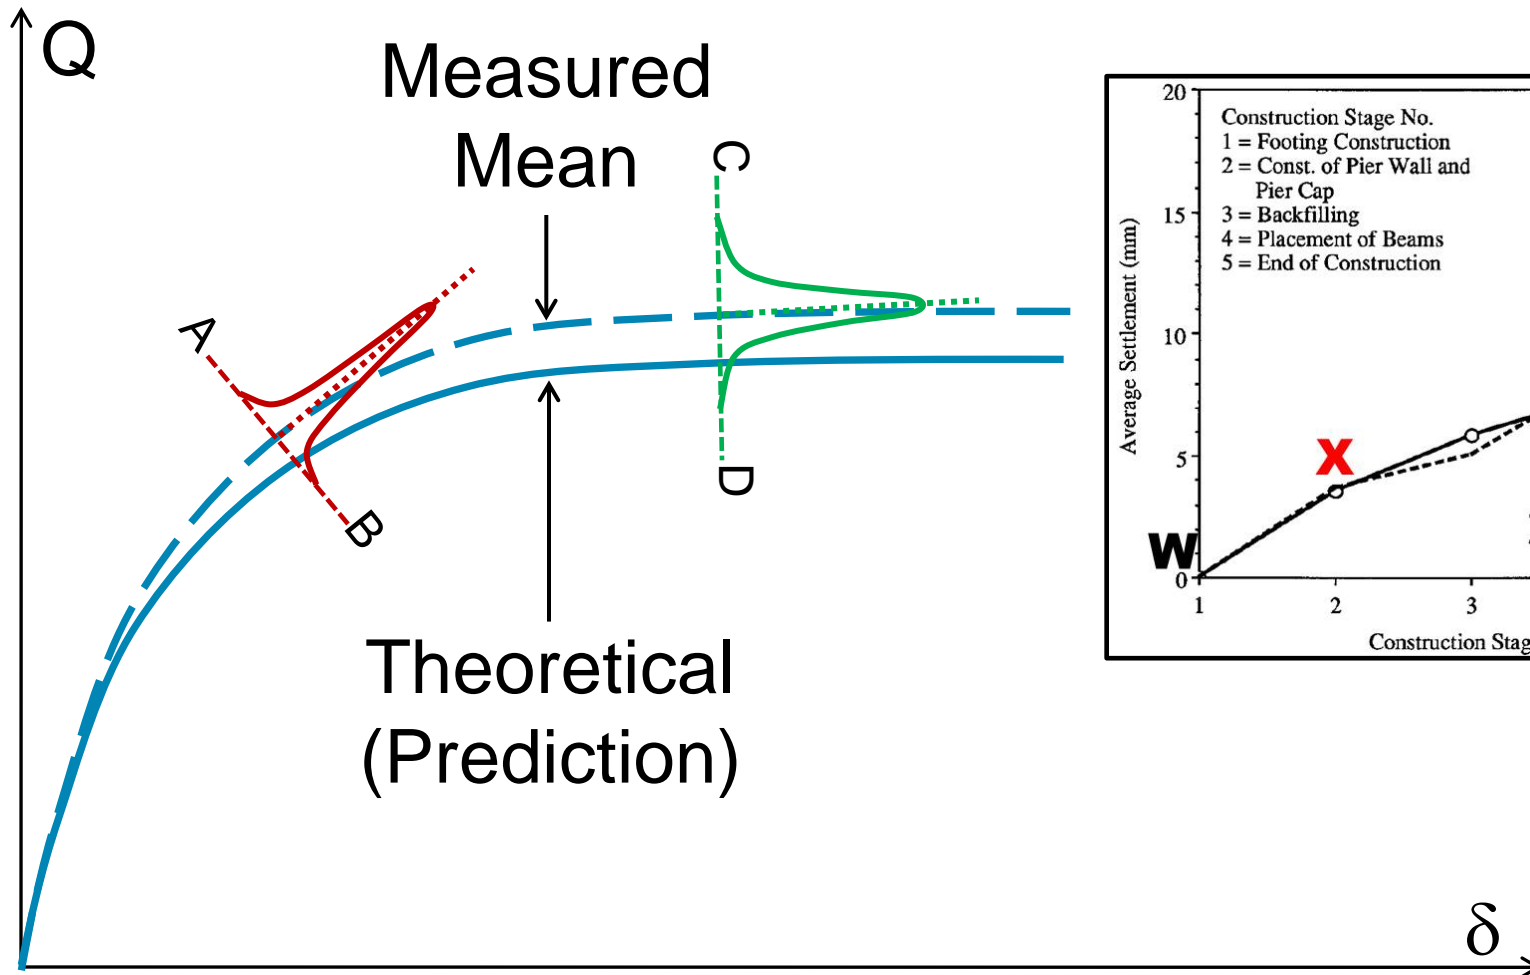 Q
Measured
Mean
A
B
C
D
Theoretical
(Prediction)
δ
20
15
10
5
0
Average Settlement (mm)
Construction Stage No.
1 = Footing Construction
2 = Const. of Pier Wall and
Pier Cap
3 = Backfilling
4 = Placement of Beams
5 = End of Construction
X
W
1
2
3
Construction Stag